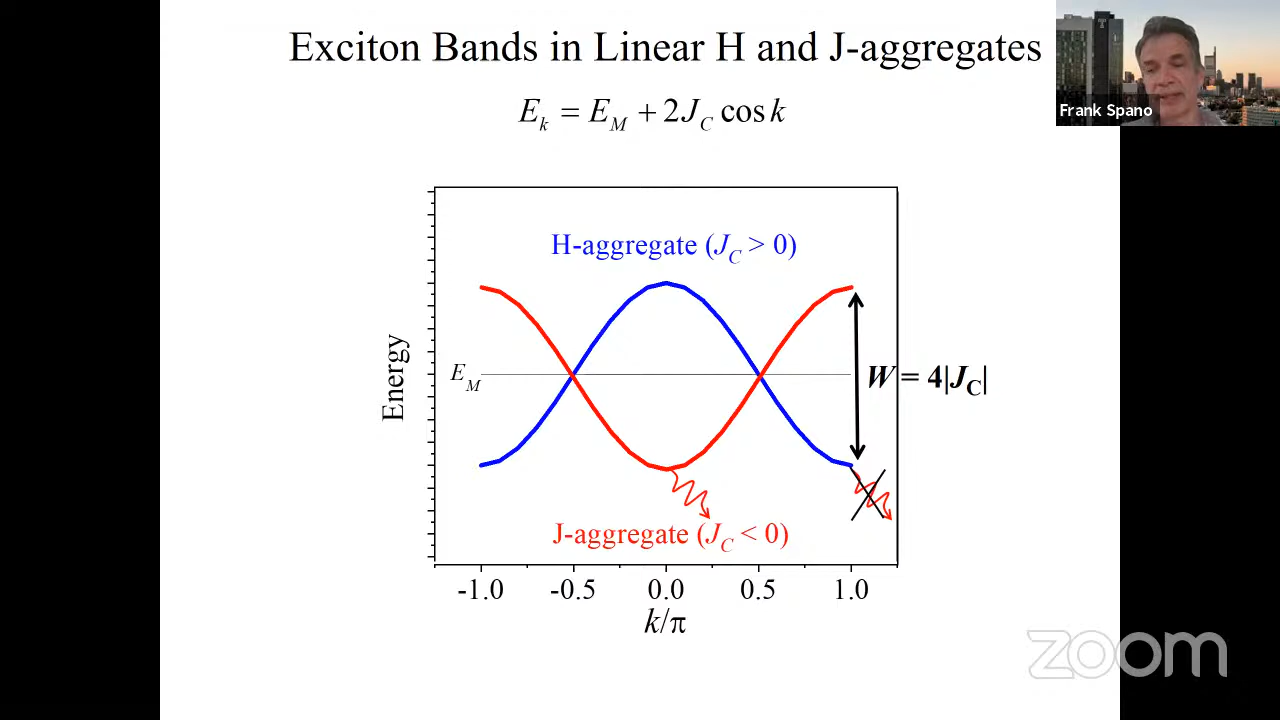 Exciton Bands in Linear H and J-aggregates
Frank Spano
E_k = E_M + 2J_C cos k
H-aggregate (J_C > 0)
E_M
Energy
W = 4|J_C|
J-aggregate (J_C < 0)
-1.0 -0.5 0.0 0.5 1.0
k/π
zoom